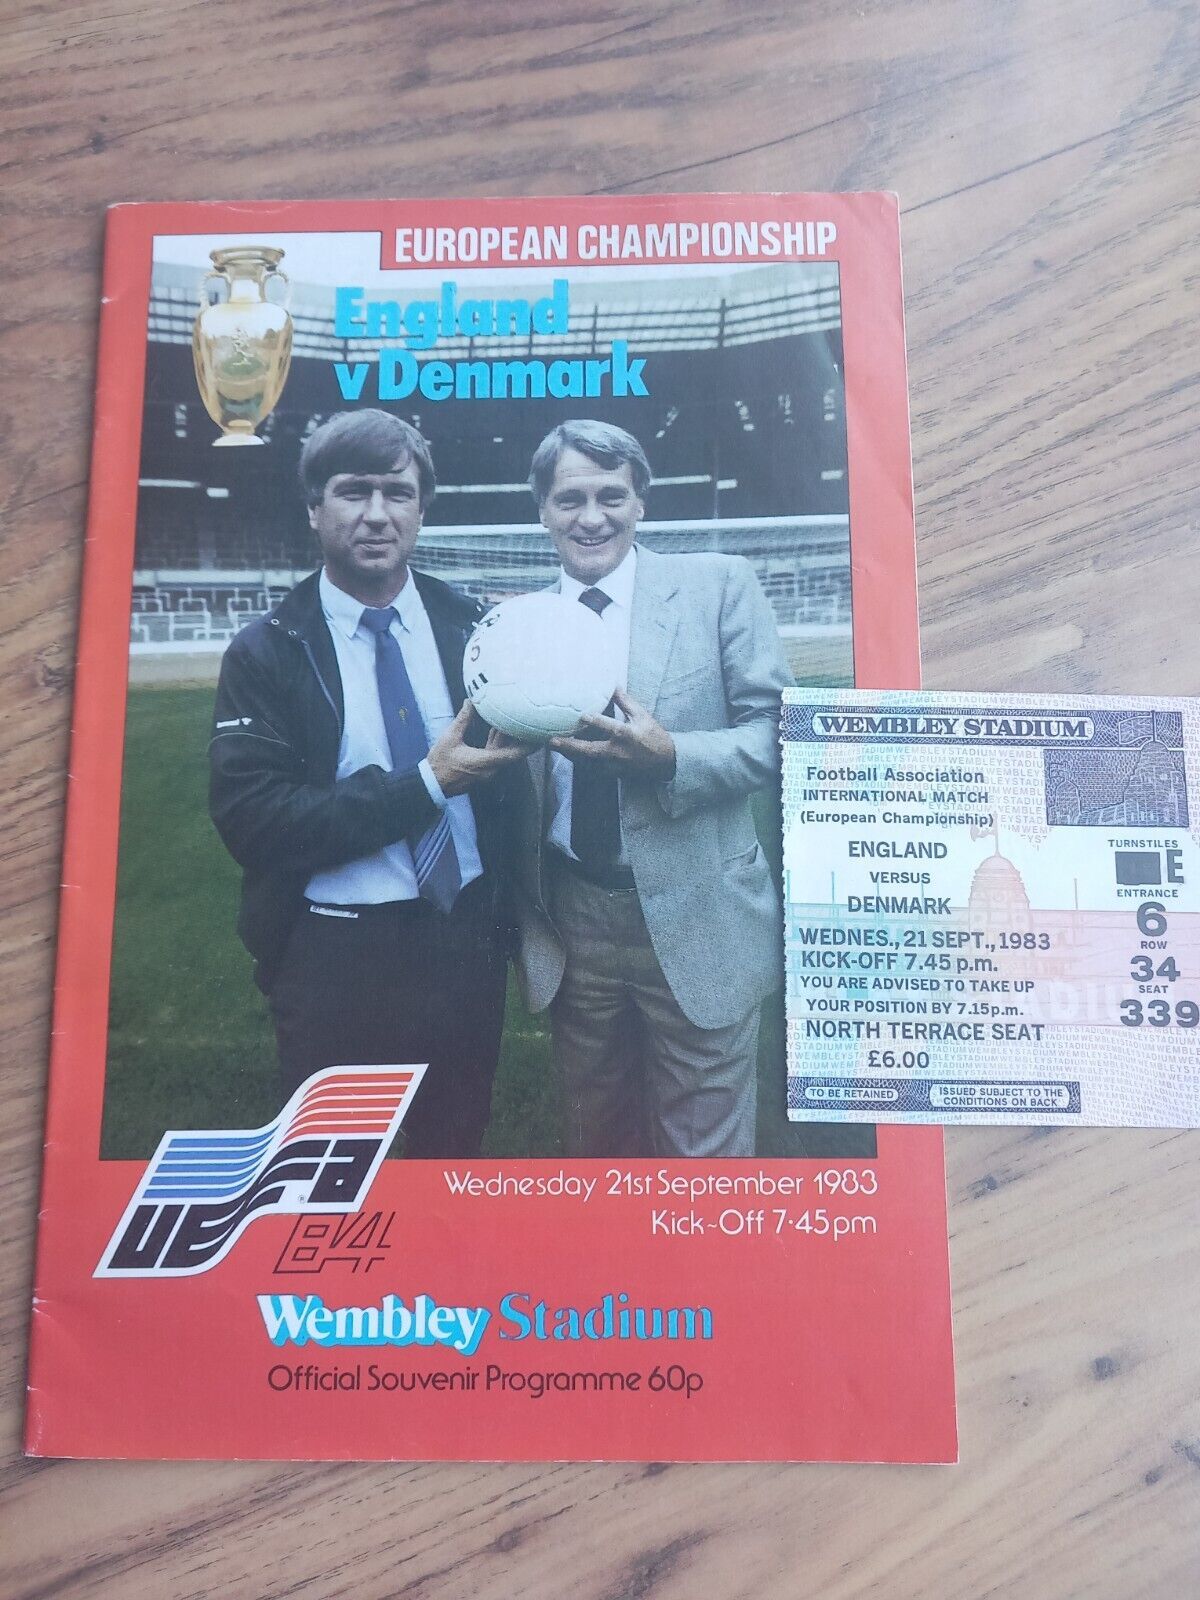 EUROPEAN CHAMPIONSHIP
England
v Denmark
uefa
84
Wednesday 21st September 1983
Kick-Off 7·45pm
Wembley Stadium
Official Souvenir Programme 60p
WEMBLEY STADIUM
Football Association
INTERNATIONAL MATCH
(European Championship)
ENGLAND
VERSUS
DENMARK
WEDNES., 21 SEPT., 1983
KICK-OFF 7.45 p.m.
YOU ARE ADVISED TO TAKE UP
YOUR POSITION BY 7.15p.m.
NORTH TERRACE SEAT
£6.00
TURNSTILES
E
ENTRANCE
6
ROW
34
SEAT
339
TO BE RETAINED
ISSUED SUBJECT TO THE
CONDITIONS ON BACK